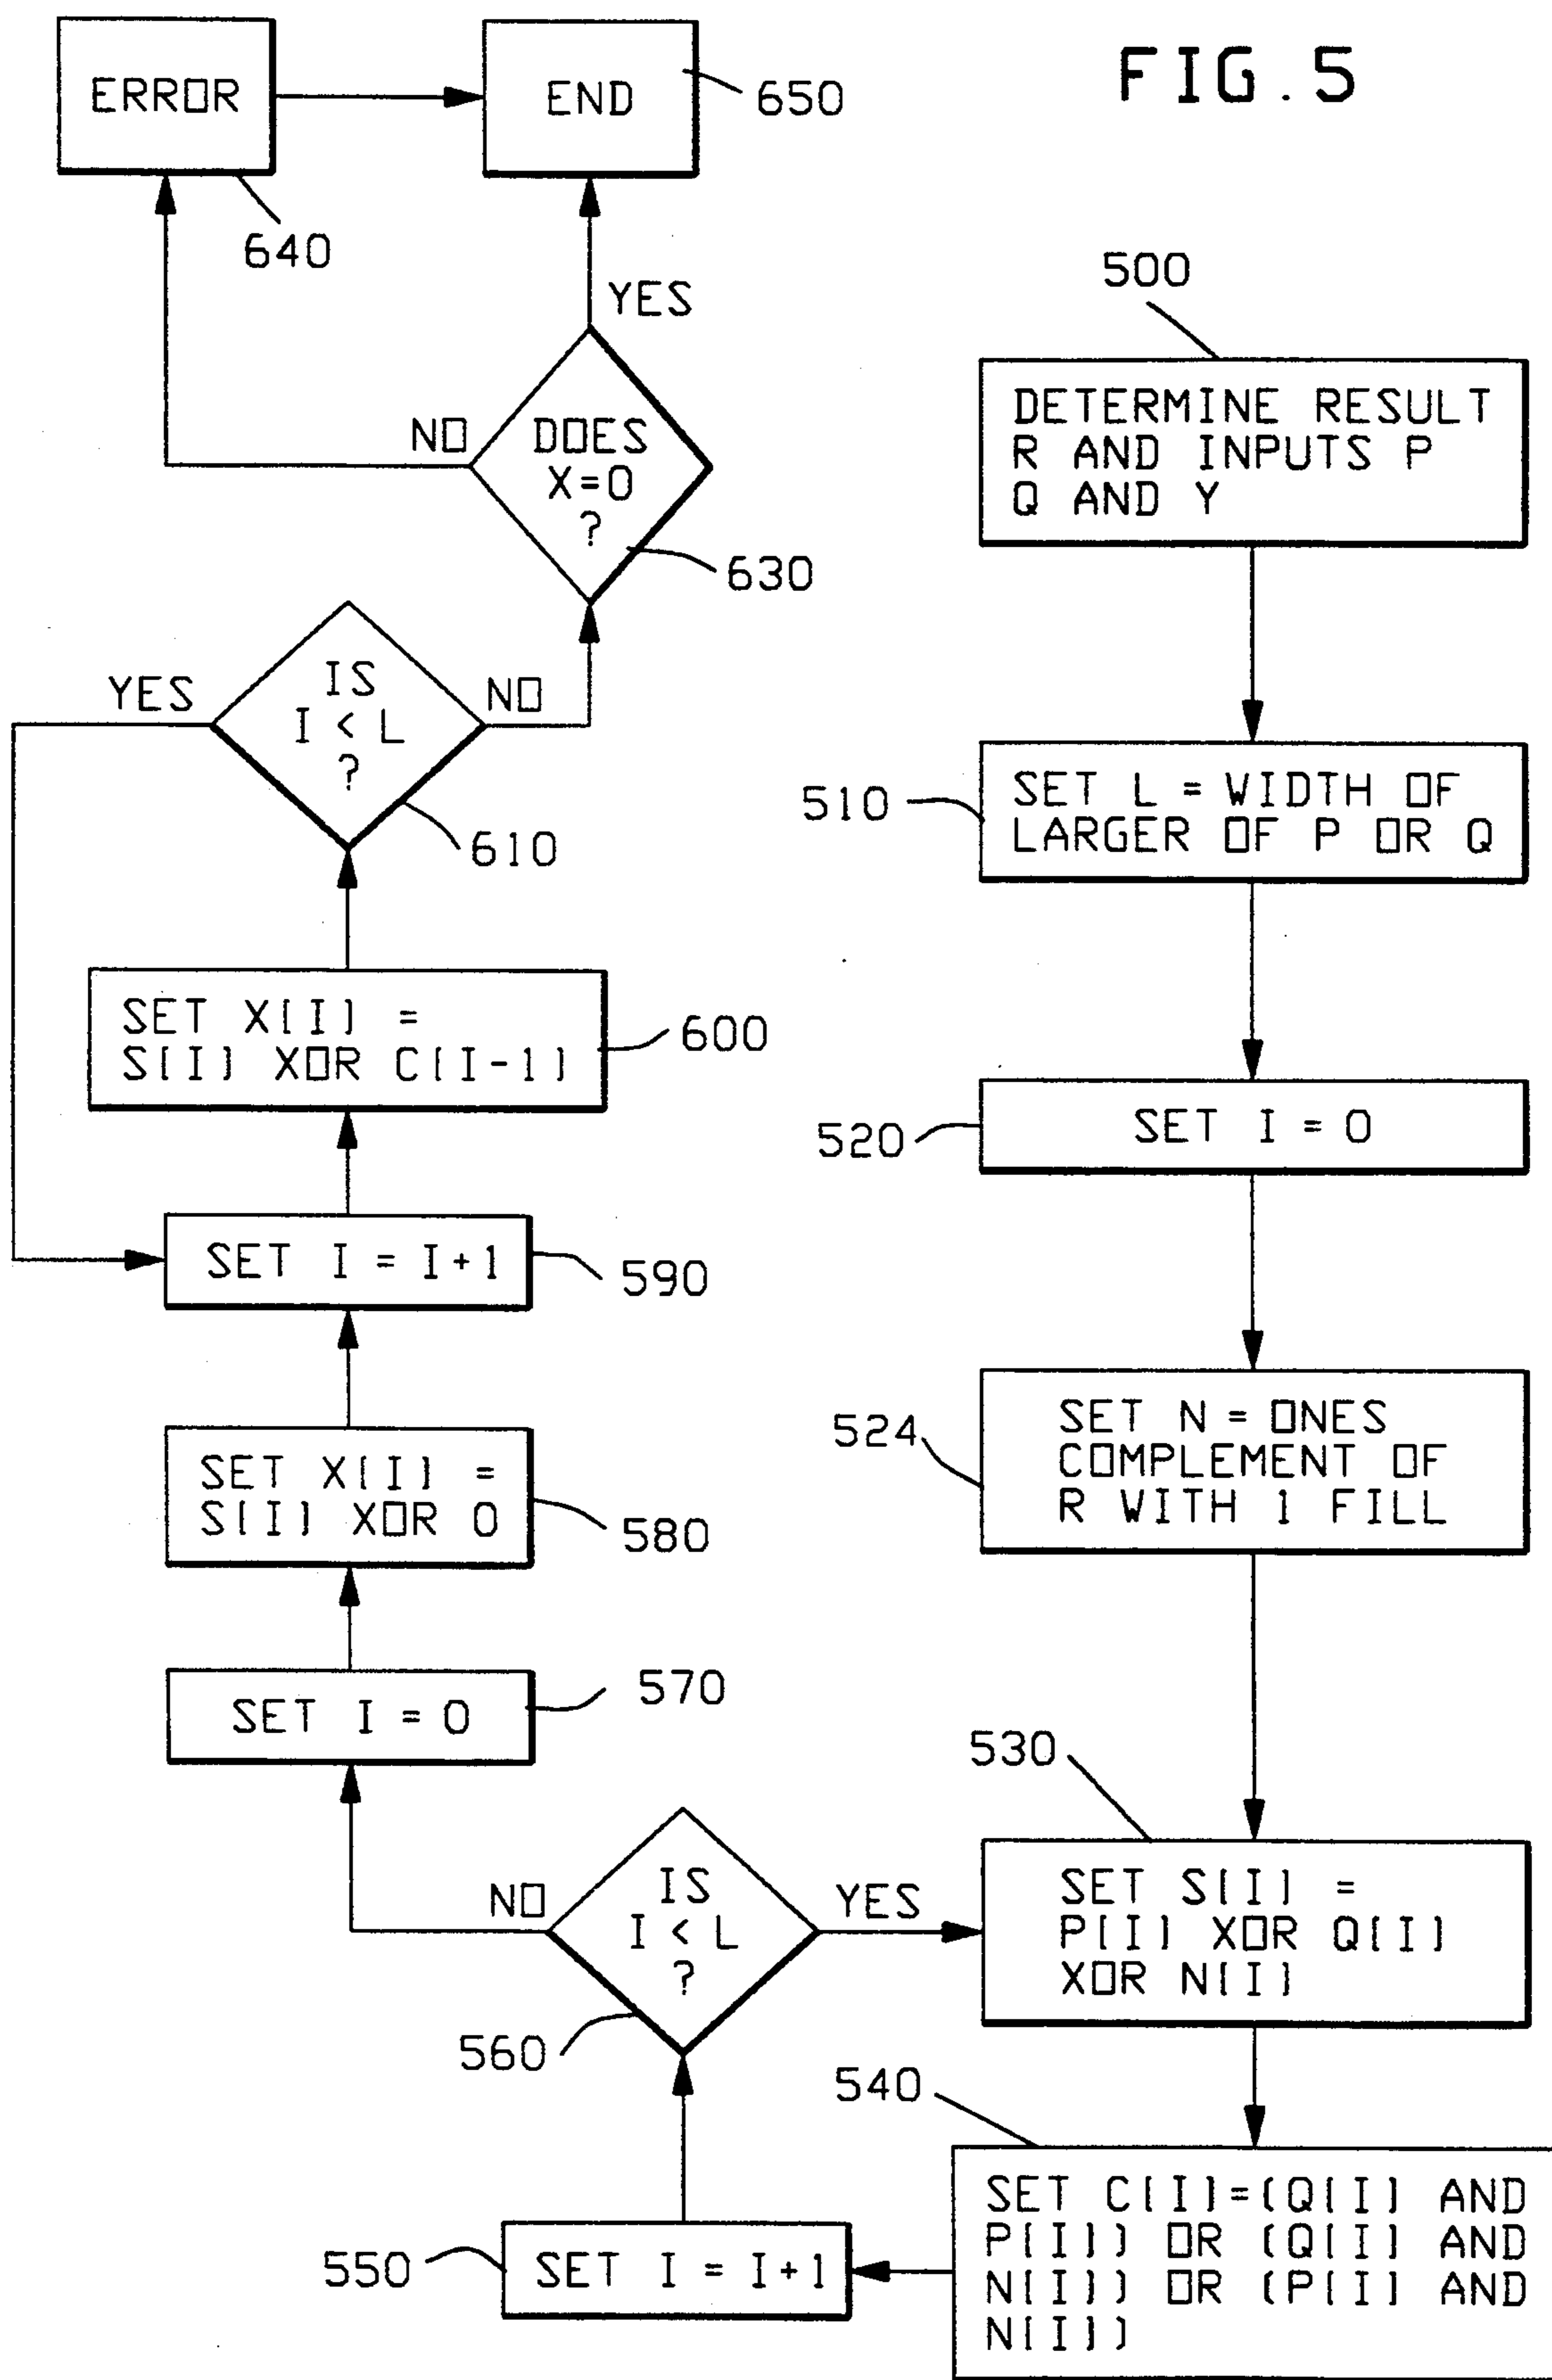 FIG. 5
ERROR
END
650
640
YES
NO
DOES
X=0
?
630
500
DETERMINE RESULT
R AND INPUTS P
Q AND Y
YES
IS
I < L
?
NO
610
510
SET L = WIDTH OF
LARGER OF P OR Q
SET X(I) =
S(I) XOR C(I-1)
600
520
SET I = 0
SET I = I+1
590
524
SET N = ONES
COMPLEMENT OF
R WITH 1 FILL
SET X(I) =
S(I) XOR 0
580
SET I = 0
570
530
SET S(I) =
P(I) XOR Q(I)
XOR N(I)
NO
IS
I < L
?
YES
560
540
SET C(I)=(Q(I) AND
P(I)) OR (Q(I) AND
N(I)) OR (P(I) AND
N(I))
550
SET I = I+1